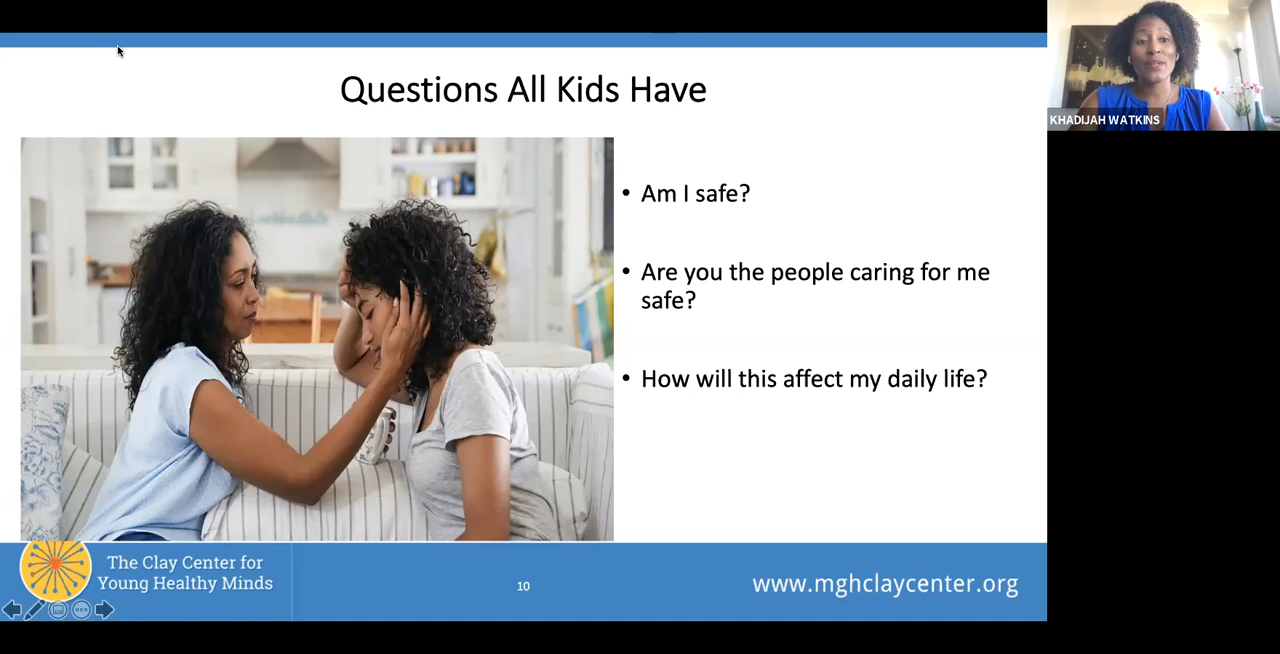 Questions All Kids Have
KHADIJAH WATKINS
• Am I safe?
• Are you the people caring for me
safe?
• How will this affect my daily life?
The Clay Center for
Young Healthy Minds
10
www.mghclaycenter.org